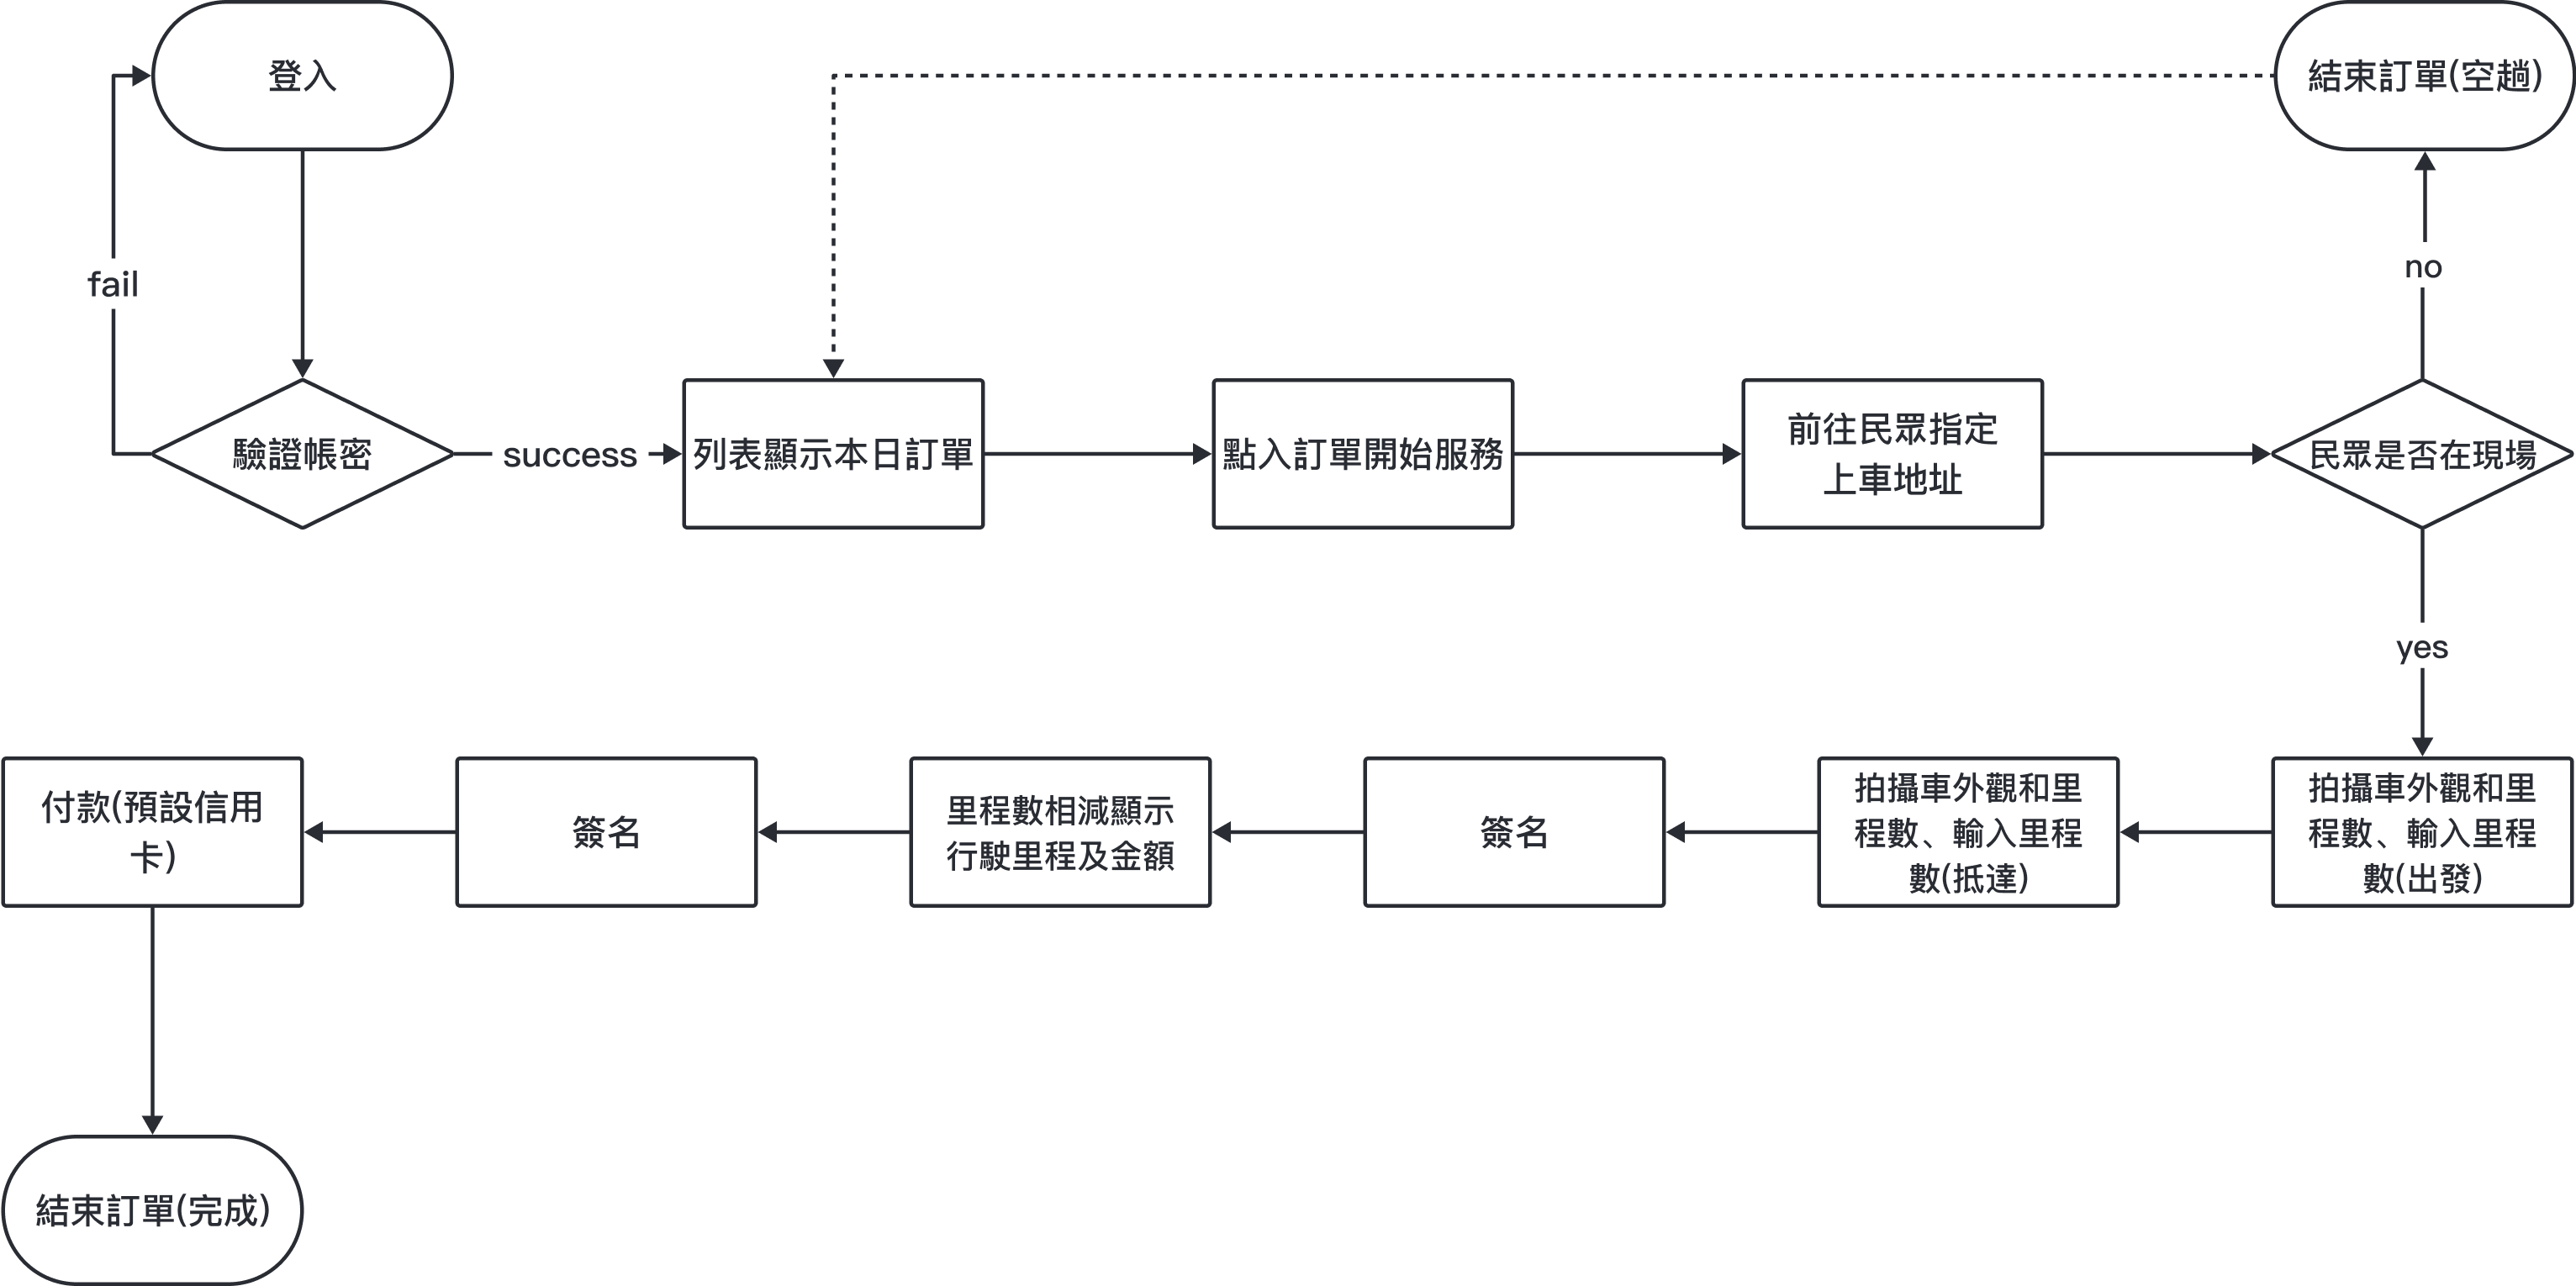 登入
結束訂單(空趟)
fail
no
驗證帳密
success
列表顯示本日訂單
點入訂單開始服務
前往民眾指定
上車地址
民眾是否在現場
yes
付款(預設信用
卡)
簽名
里程數相減顯示
行駛里程及金額
簽名
拍攝車外觀和里
程數、輸入里程
數(抵達)
拍攝車外觀和里
程數、輸入里程
數(出發)
結束訂單(完成)